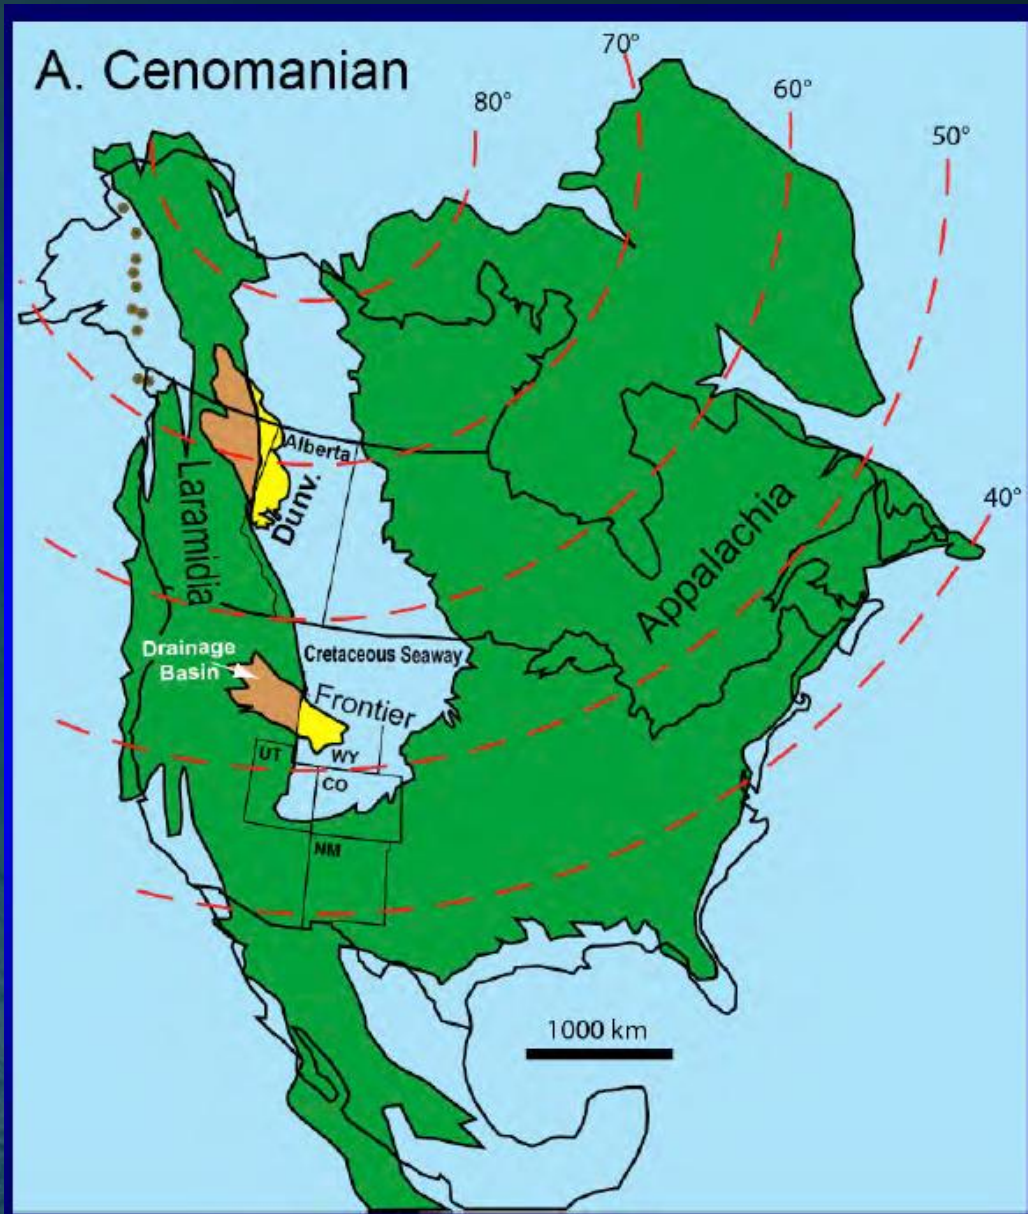 A. Cenomanian
70°
60°
80°
50°
40°
Alberta
Dunv.
Laramidia
Appalachia
Drainage
Basin
Cretaceous Seaway
Frontier
UT
WY
CO
NM
1000 km